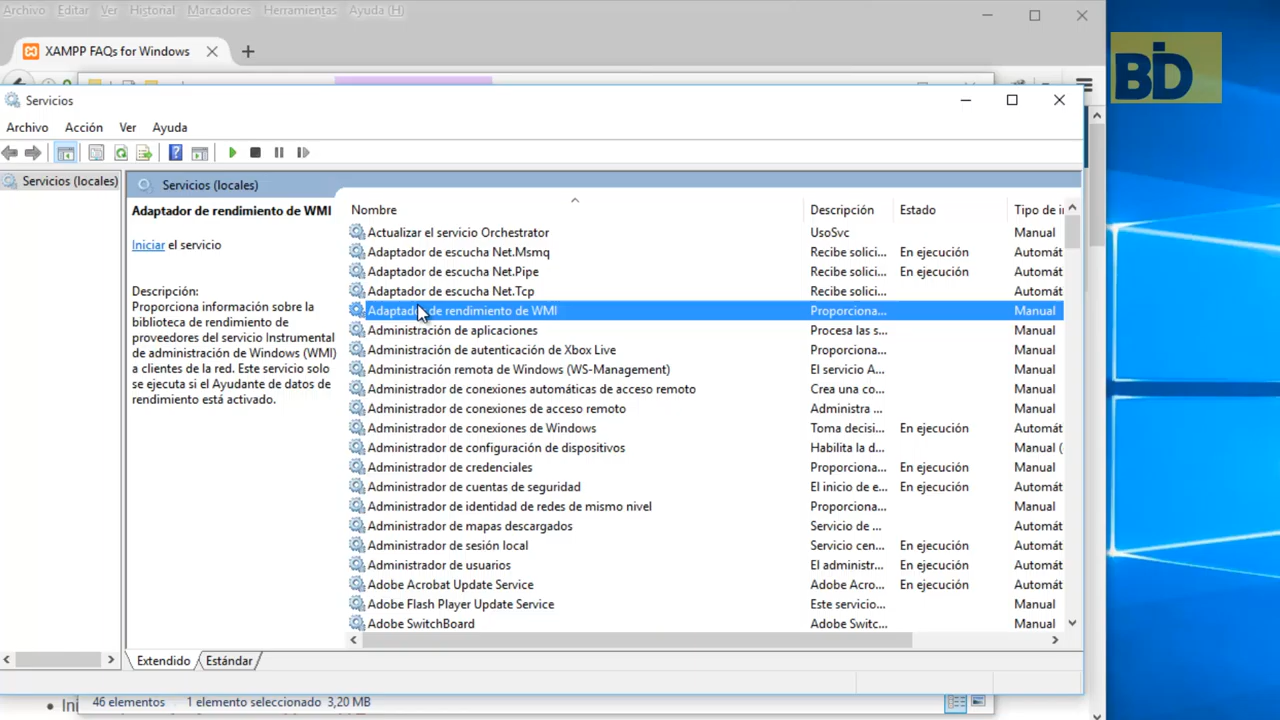 Archivo Editar Ver Historial Marcadores Herramientas Ayuda (H)
XAMPP FAQs for Windows
BID
Servicios
Archivo Acción Ver Ayuda
Servicios (locales)
Servicios (locales)
Adaptador de rendimiento de WMI
Iniciar el servicio
Descripción:
Proporciona información sobre la
biblioteca de rendimiento de
proveedores del servicio Instrumental
de administración de Windows (WMI)
a clientes de la red. Este servicio solo
se ejecuta si el Ayudante de datos de
rendimiento está activado.
Nombre Descripción Estado Tipo de i
Actualizar el servicio Orchestrator UsoSvc Manual
Adaptador de escucha Net.Msmq Recibe solici... En ejecución Automát
Adaptador de escucha Net.Pipe Recibe solici... En ejecución Automát
Adaptador de escucha Net.Tcp Recibe solici... Automát
Adaptador de rendimiento de WMI Proporciona... Manual
Administración de aplicaciones Procesa las s... Manual
Administración de autenticación de Xbox Live Proporciona... Manual
Administración remota de Windows (WS-Management) El servicio A... Manual
Administrador de conexiones automáticas de acceso remoto Crea una co... Manual
Administrador de conexiones de acceso remoto Administra ... Manual
Administrador de conexiones de Windows Toma decisi... En ejecución Automát
Administrador de configuración de dispositivos Habilita la d... Manual (
Administrador de credenciales Proporciona... En ejecución Manual
Administrador de cuentas de seguridad El inicio de e... En ejecución Automát
Administrador de identidad de redes de mismo nivel Proporciona... Manual
Administrador de mapas descargados Servicio de ... Automát
Administrador de sesión local Servicio cen... En ejecución Automát
Administrador de usuarios El administr... En ejecución Automát
Adobe Acrobat Update Service Adobe Acro... En ejecución Automát
Adobe Flash Player Update Service Este servicio... Manual
Adobe SwitchBoard Adobe Switc... Manual
Extendido Estándar
46 elementos 1 elemento seleccionado 3,20 MB